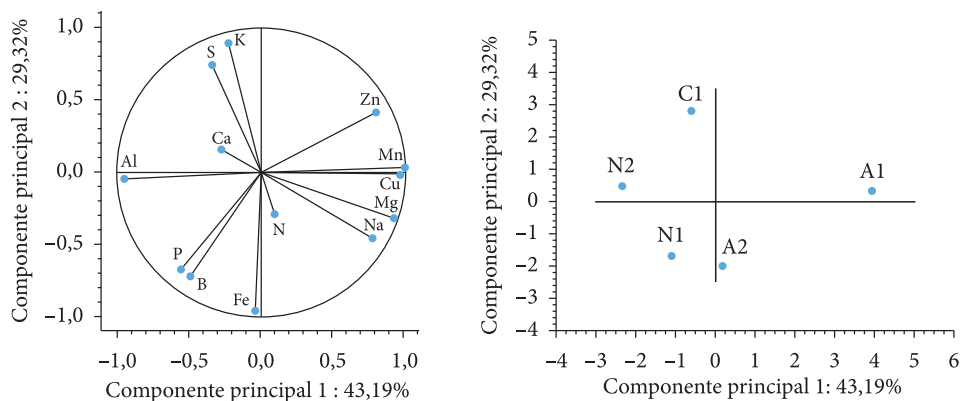 Componente principal 2 : 29,32%
1,0
0,5
0,0
−0,5
−1,0
K
S
Zn
Ca
Al
Mn
Cu
Mg
N
Na
P
B
Fe
−1,0 −0,5 0,0 0,5 1,0
Componente principal 1 : 43,19%
Componente principal 2: 29,32%
5
4
3
2
1
0
−1
−2
−3
−4
C1
N2
A1
N1
A2
−4 −3 −2 −1 0 1 2 3 4 5 6
Componente principal 1: 43,19%